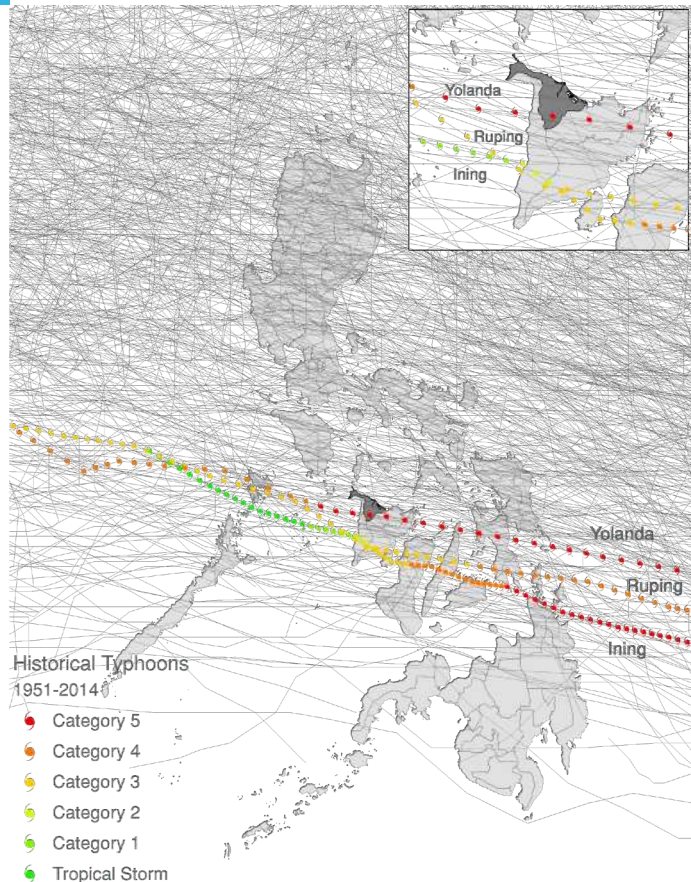 Yolanda
Ruping
Ining
Yolanda
Ruping
Ining
Historical Typhoons
1951-2014
Category 5
Category 4
Category 3
Category 2
Category 1
Tropical Storm